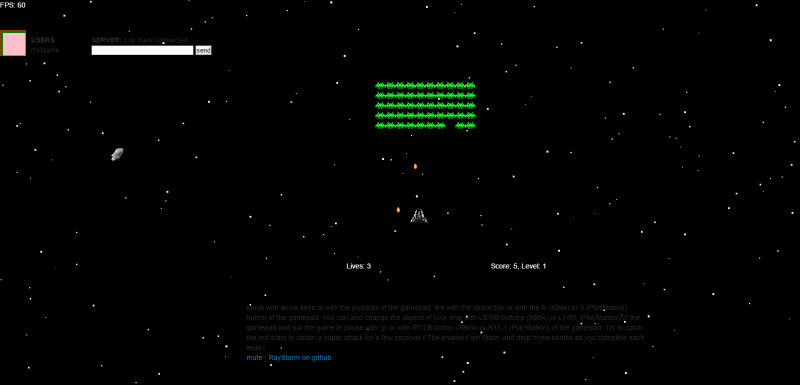 FPS: 60
USERS
myName
SERVER: you have connected
send
Lives: 3
Score: 5, Level: 1
Move with arrow keys or with the joysticks of the gamepad, fire with the space bar or with the A (XBox) or X (PlayStation)
button of the gamepad. You can also change the aspect of your ship with LB/RB buttons (XBox) or L1/R1 (PlayStation) of the
gamepad and put the game in pause with 'p' or with RT/LB button (XBox) or R1/L1 (PlayStation) of the gamepad. Try to catch
the red stars to obtain a super attack for a few seconds ! The invaders get faster and drop more bombs as you complete each
level !
mute | RayStorm on github